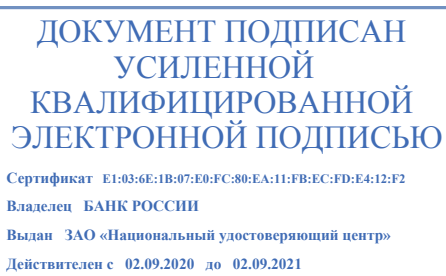 ДОКУМЕНТ ПОДПИСАН
УСИЛЕННОЙ
КВАЛИФИЦИРОВАННОЙ
ЭЛЕКТРОННОЙ ПОДПИСЬЮ
Сертификат E1:03:6E:1B:07:E0:FC:80:EA:11:FB:EC:FD:E4:12:F2
Владелец БАНК РОССИИ
Выдан ЗАО «Национальный удостоверяющий центр»
Действителен с 02.09.2020 до 02.09.2021